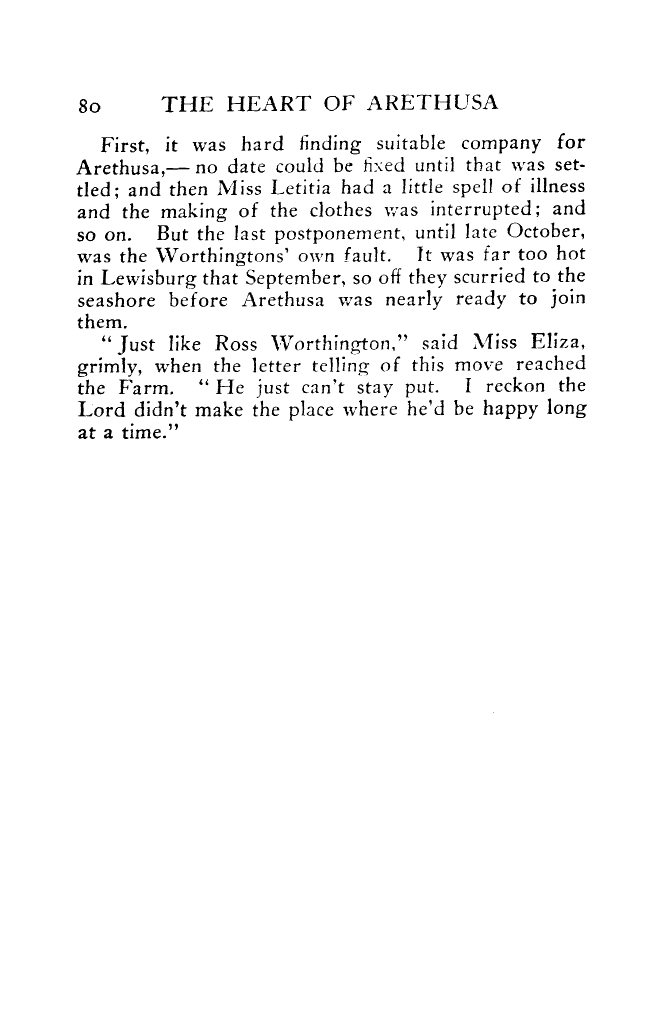 80 THE HEART OF ARETHUSA
First, it was hard finding suitable company for
Arethusa,— no date could be fixed until that was set-
tled; and then Miss Letitia had a little spell of illness
and the making of the clothes was interrupted; and
so on. But the last postponement, until late October,
was the Worthingtons' own fault. It was far too hot
in Lewisburg that September, so off they scurried to the
seashore before Arethusa was nearly ready to join
them.
"Just like Ross Worthington," said Miss Eliza,
grimly, when the letter telling of this move reached
the Farm. "He just can't stay put. I reckon the
Lord didn't make the place where he'd be happy long
at a time."